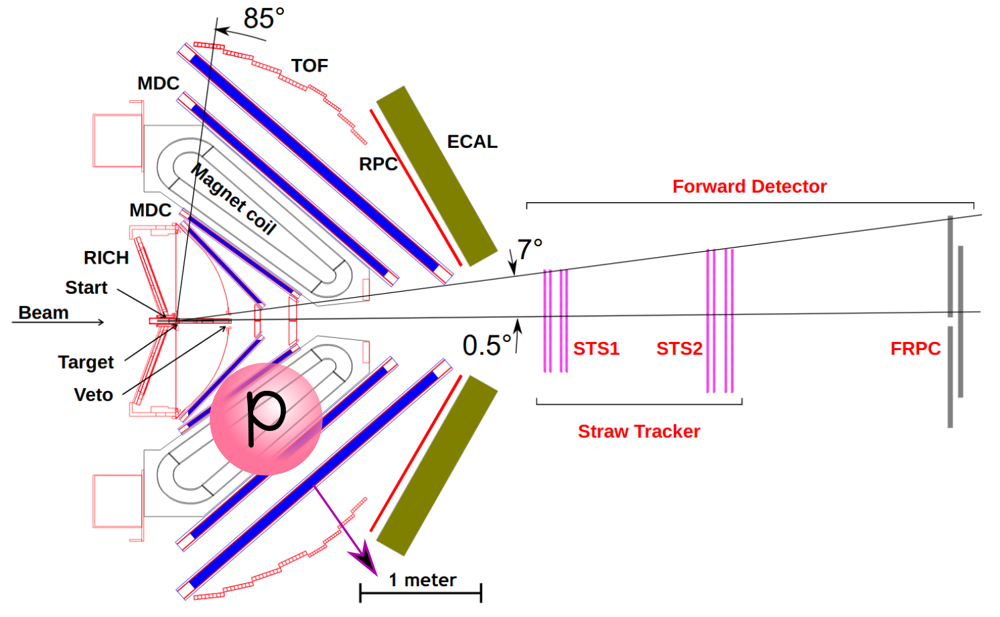 85°
TOF
MDC
ECAL
RPC
Magnet coil
Forward Detector
MDC
7°
RICH
Start
Beam
0.5°
STS1
STS2
FRPC
Target
Veto
p
Straw Tracker
1 meter